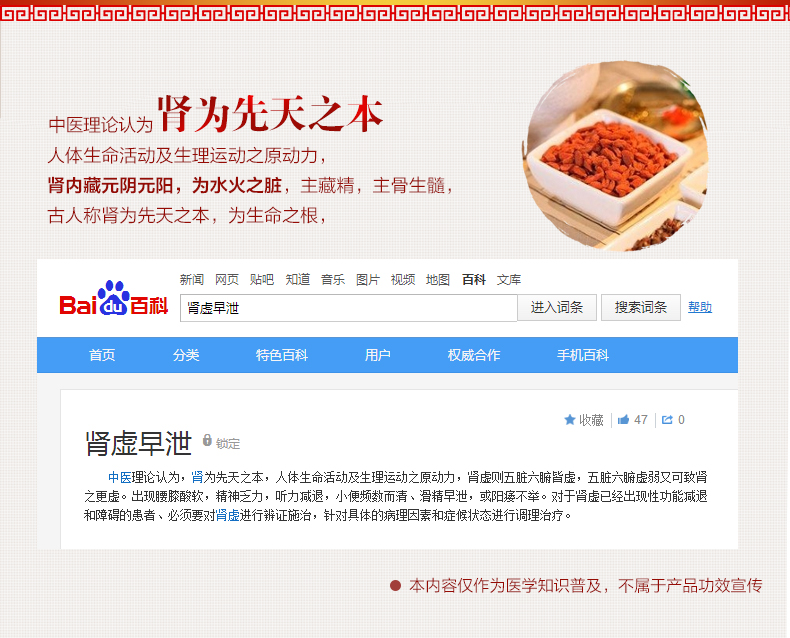 中医理论认为肾为先天之本
人体生命活动及生理运动之原动力，
肾内藏元阴元阳，为水火之脏，主藏精，主骨生髓，
古人称肾为先天之本，为生命之根，
新闻 网页 贴吧 知道 音乐 图片 视频 地图 百科 文库
Bai du 百科
肾虚早泄 进入词条 搜索词条 帮助
首页 分类 特色百科 用户 权威合作 手机百科
收藏 47 0
肾虚早泄 锁定
中医理论认为，肾为先天之本，人体生命活动及生理运动之原动力，肾虚则五脏六腑皆虚，五脏六腑虚弱又可致肾
之更虚。出现腰膝酸软，精神乏力，听力减退，小便频数而清、滑精早泄，或阳痿不举。对于肾虚已经出现性功能减退
和障碍的患者、必须要对肾虚进行辨证施治，针对具体的病理因素和症候状态进行调理治疗。
● 本内容仅作为医学知识普及，不属于产品功效宣传